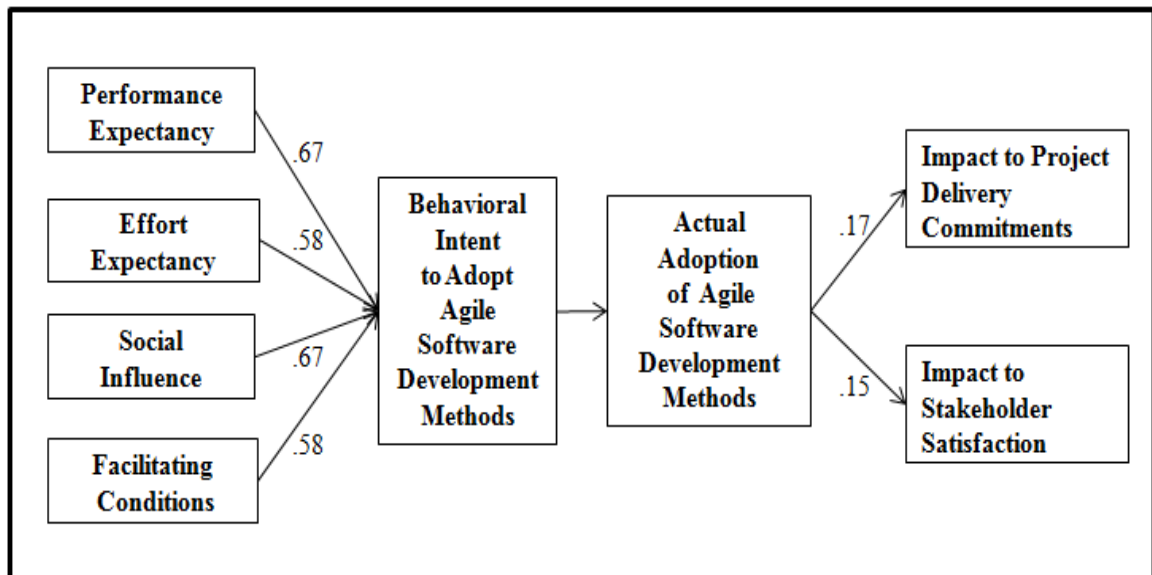 Performance
Expectancy
.67
Effort
Expectancy
.58
Social
Influence
.67
Facilitating
Conditions
.58
Behavioral
Intent
to Adopt
Agile
Software
Development
Methods
Actual
Adoption
of Agile
Software
Development
Methods
.17
Impact to Project
Delivery
Commitments
.15
Impact to
Stakeholder
Satisfaction